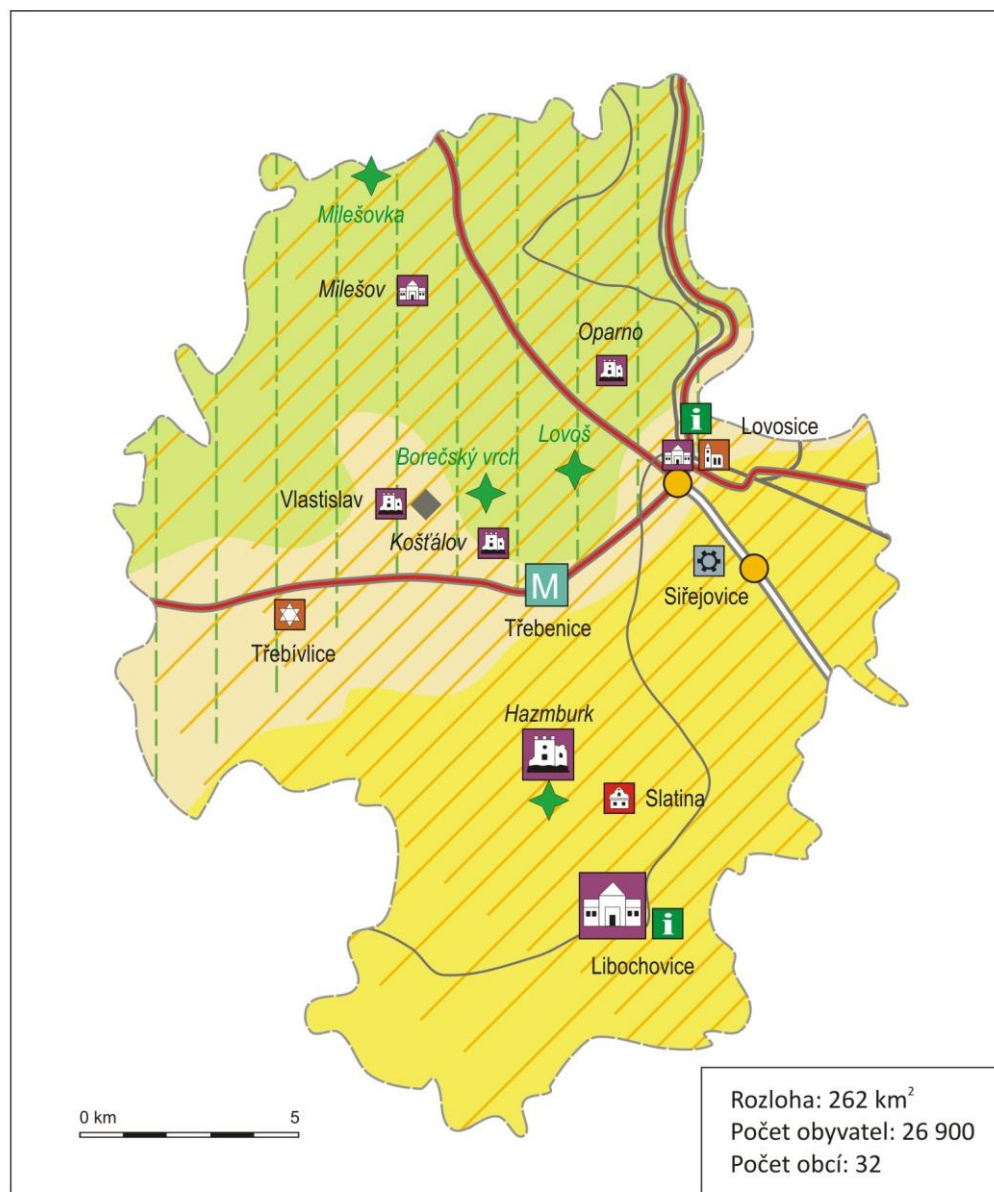 Milešovka
Milešov
Oparno
i
Lovosice
Lovoš
Borečský vrch
Vlastislav
Košťálov
M
Siřejovice
Třebenice
Třebívlice
Hazmburk
Slatina
i
Libochovice
0 km 5
Rozloha: 262 km²
Počet obyvatel: 26 900
Počet obcí: 32